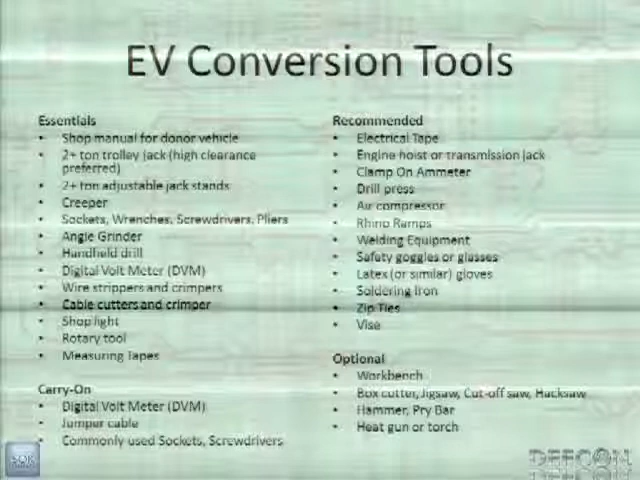 EV Conversion Tools
Essentials
• Shop manual for donor vehicle
• 2+ ton trolley jack (high clearance
preferred)
• 2+ ton adjustable jack stands
• Creeper
• Sockets, Wrenches, Screwdrivers, Pliers
• Angle Grinder
• Handheld drill
• Digital Volt Meter (DVM)
• Wire strippers and crimpers
• Cable cutters and crimper
• Shop light
• Rotary tool
• Measuring Tapes
Carry-On
• Digital Volt Meter (DVM)
• Jumper cable
• Commonly used Sockets, Screwdrivers
Recommended
• Electrical Tape
• Engine hoist or transmission jack
• Clamp On Ammeter
• Drill press
• Air compressor
• Rhino Ramps
• Welding Equipment
• Safety goggles or glasses
• Latex (or similar) gloves
• Soldering Iron
• Zip Ties
• Vise
Optional
• Workbench
• Box cutter, Jigsaw, Cut-off saw, Hacksaw
• Hammer, Pry Bar
• Heat gun or torch
DEFCON